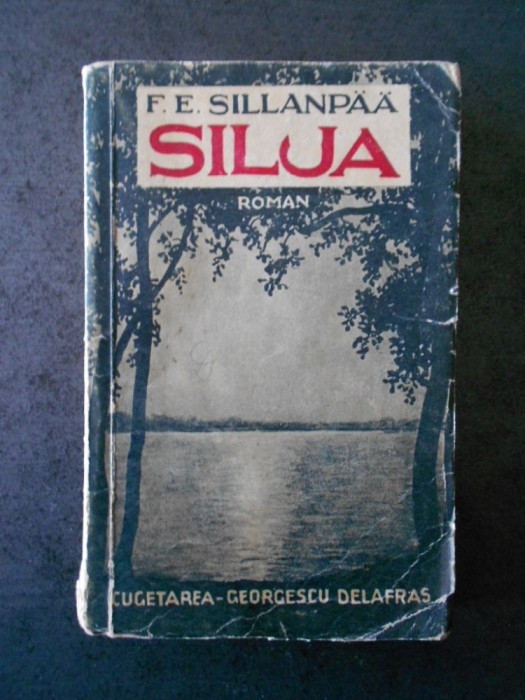 F. E. SILLANPÄÄ
SILJA
ROMAN
CUGETAREA - GEORGESCU DELAFRAS